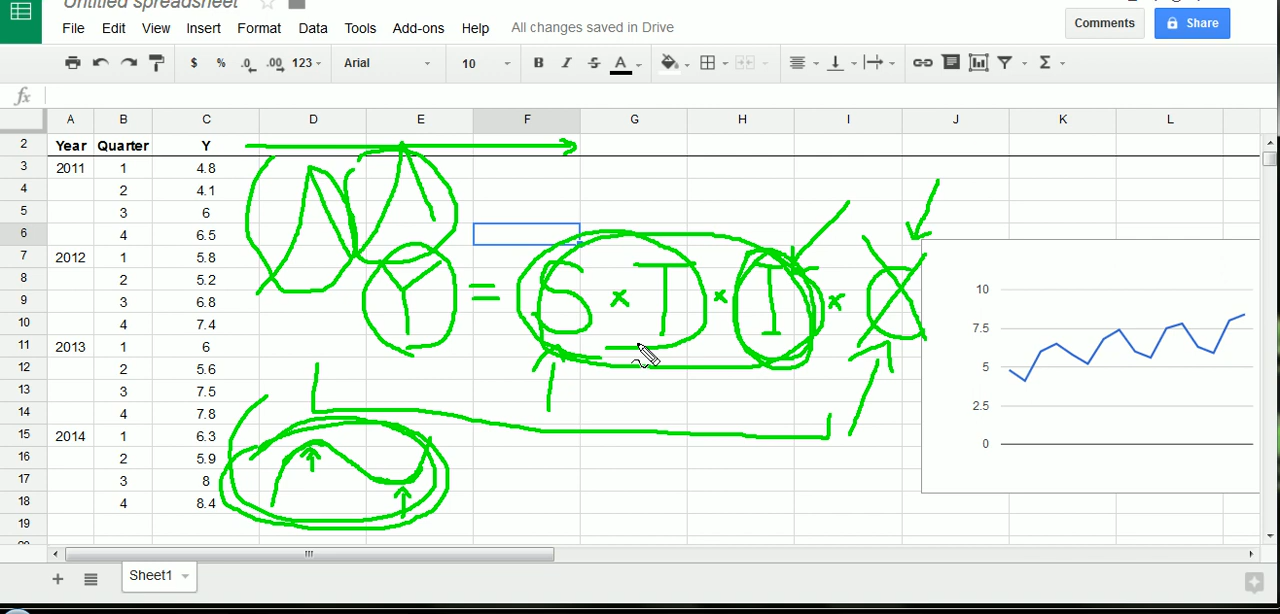 Untitled spreadsheet
File Edit View Insert Format Data Tools Add-ons Help All changes saved in Drive Comments Share
$ % .0 .00 123 Arial 10 B I S A Σ
fx
A B C D E F G H I J K L
2 Year Quarter Y
3 2011 1 4.8
4 2 4.1
5 3 6
6 4 6.5
7 2012 1 5.8
8 2 5.2
9 3 6.8
10 4 7.4
11 2013 1 6
12 2 5.6
13 3 7.5
14 4 7.8
15 2014 1 6.3
16 2 5.9
17 3 8
18 4 8.4
19
Y = S x T x I x
10
7.5
5
2.5
0
Sheet1